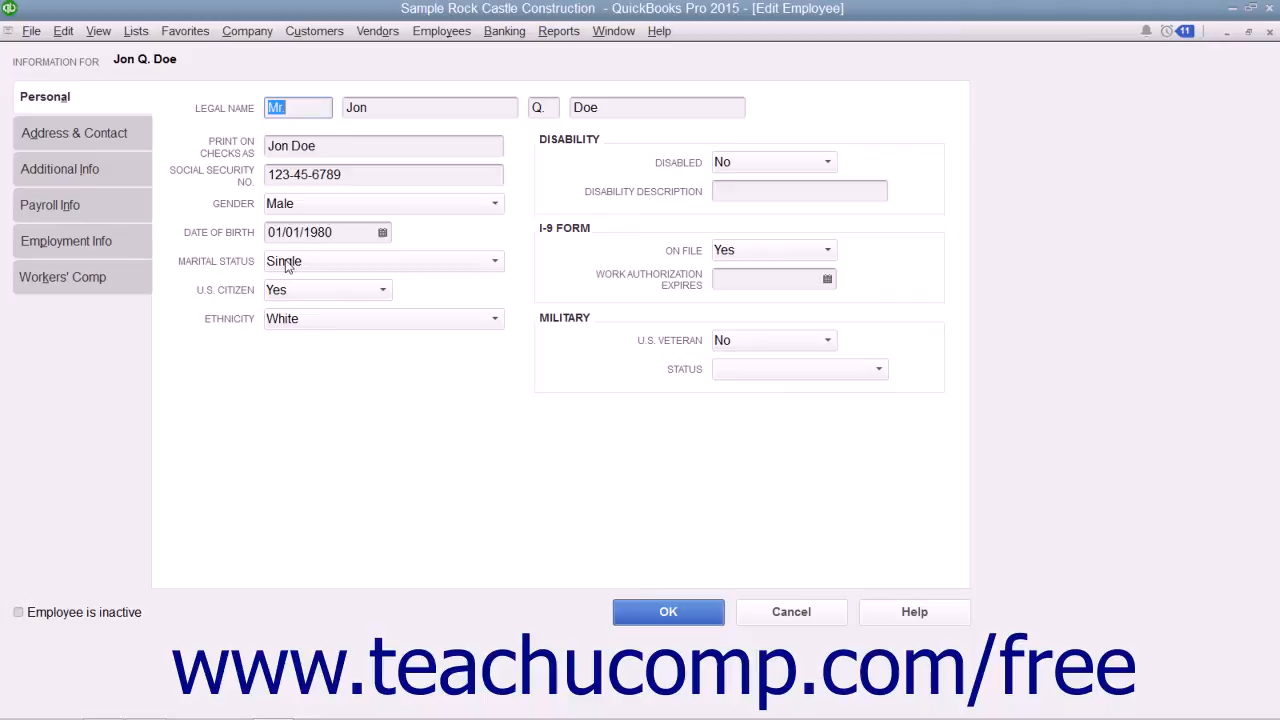 Sample Rock Castle Construction - QuickBooks Pro 2015 - [Edit Employee]
File Edit View Lists Favorites Company Customers Vendors Employees Banking Reports Window Help 11
INFORMATION FOR Jon Q. Doe
Personal
Address & Contact
Additional Info
Payroll Info
Employment Info
Workers' Comp
LEGAL NAME Mr. Jon Q. Doe
PRINT ON CHECKS AS Jon Doe
SOCIAL SECURITY NO. 123-45-6789
GENDER Male
DATE OF BIRTH 01/01/1980
MARITAL STATUS Single
U.S. CITIZEN Yes
ETHNICITY White
DISABILITY
DISABLED No
DISABILITY DESCRIPTION
I-9 FORM
ON FILE Yes
WORK AUTHORIZATION EXPIRES
MILITARY
U.S. VETERAN No
STATUS
Employee is inactive
OK Cancel Help
www.teachucomp.com/free